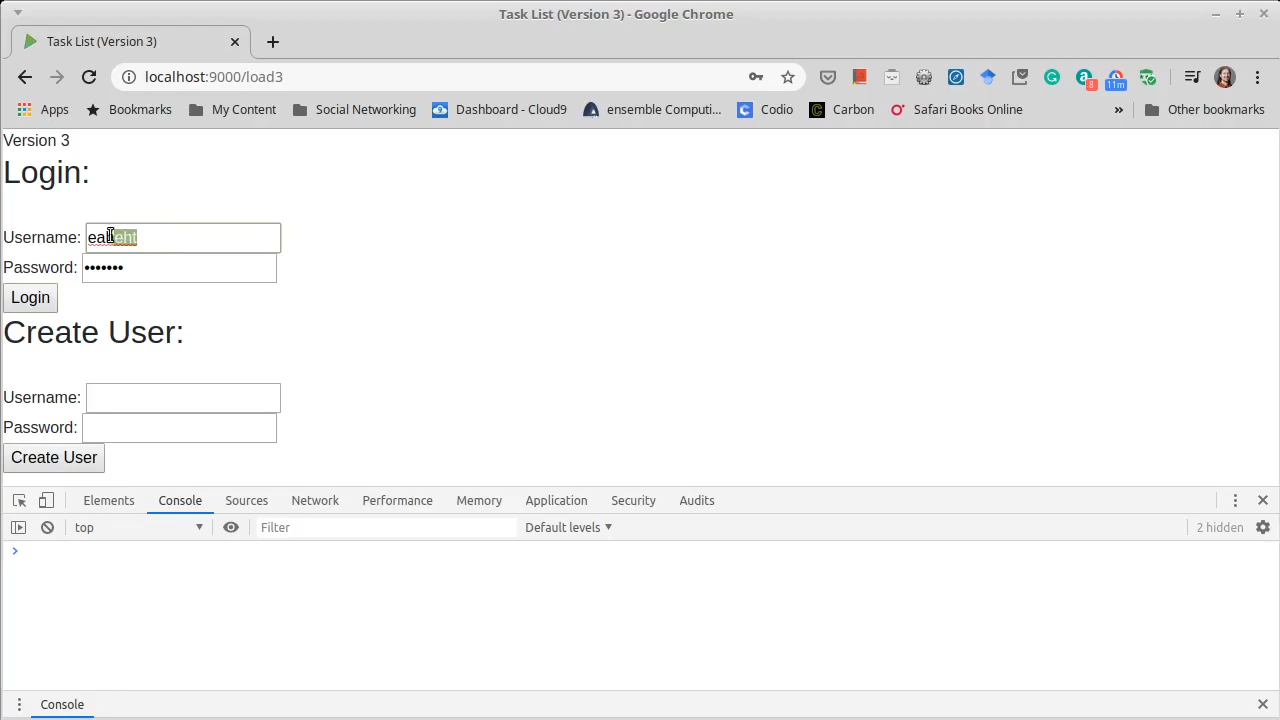 Task List (Version 3) - Google Chrome
Task List (Version 3)
localhost:9000/load3
8
11m
Apps
Bookmarks
My Content
Social Networking
Dashboard - Cloud9
ensemble Computi...
Codio
Carbon
Safari Books Online
»
Other bookmarks
Version 3
Login:
Username:
Password: •••••••
Login
Create User:
Username:
Password:
Create User
Elements Console Sources Network Performance Memory Application Security Audits
top Filter Default levels 2 hidden
Console